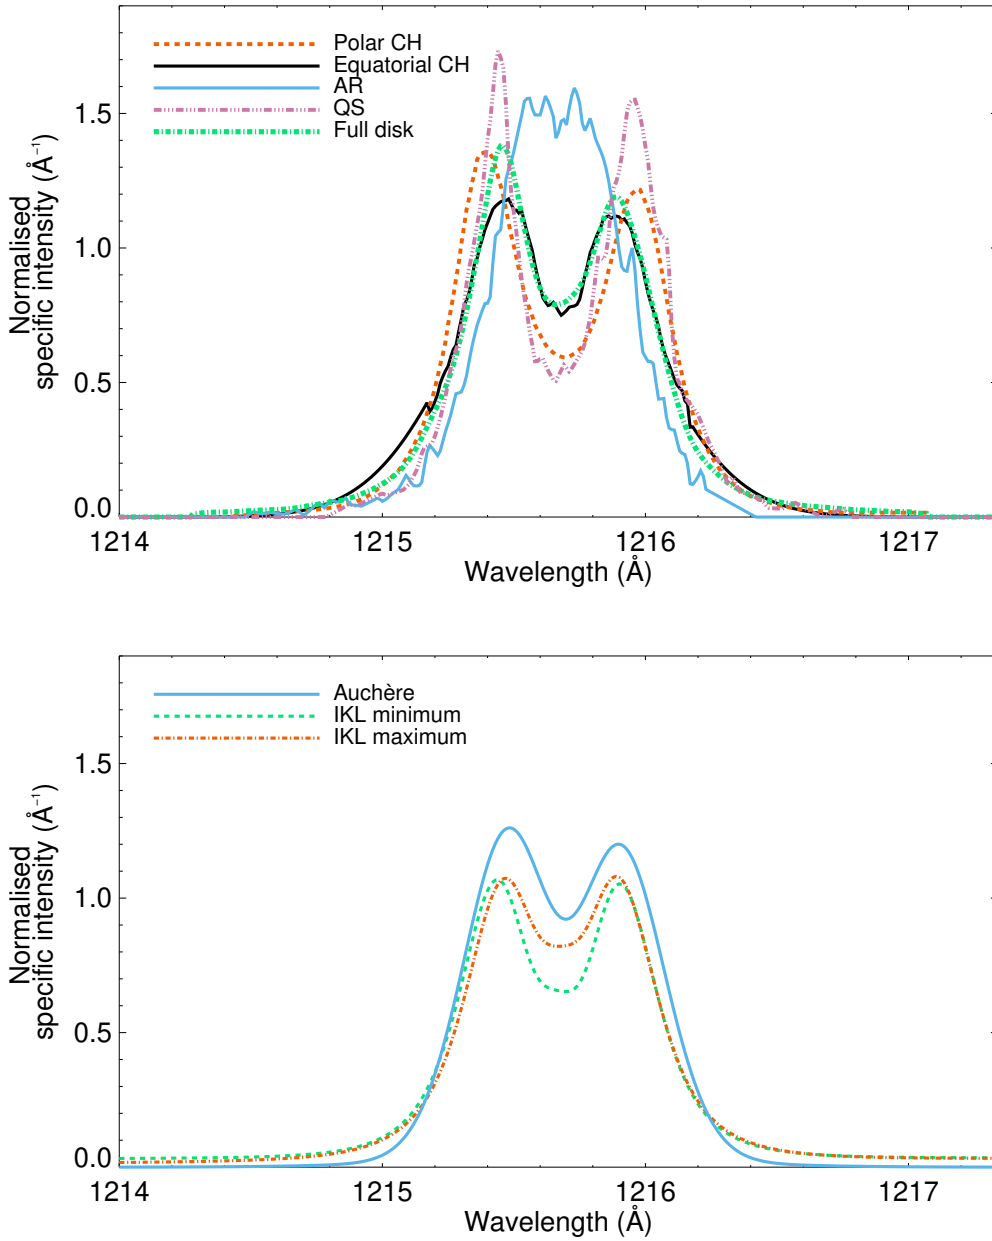 Polar CH
Equatorial CH
AR
QS
Full disk
1.5
1.0
0.5
0.0
Normalised
specific intensity (Å⁻¹)
1214
1215
1216
1217
Wavelength (Å)
Auchère
IKL minimum
IKL maximum
1.5
1.0
0.5
0.0
Normalised
specific intensity (Å⁻¹)
1214
1215
1216
1217
Wavelength (Å)